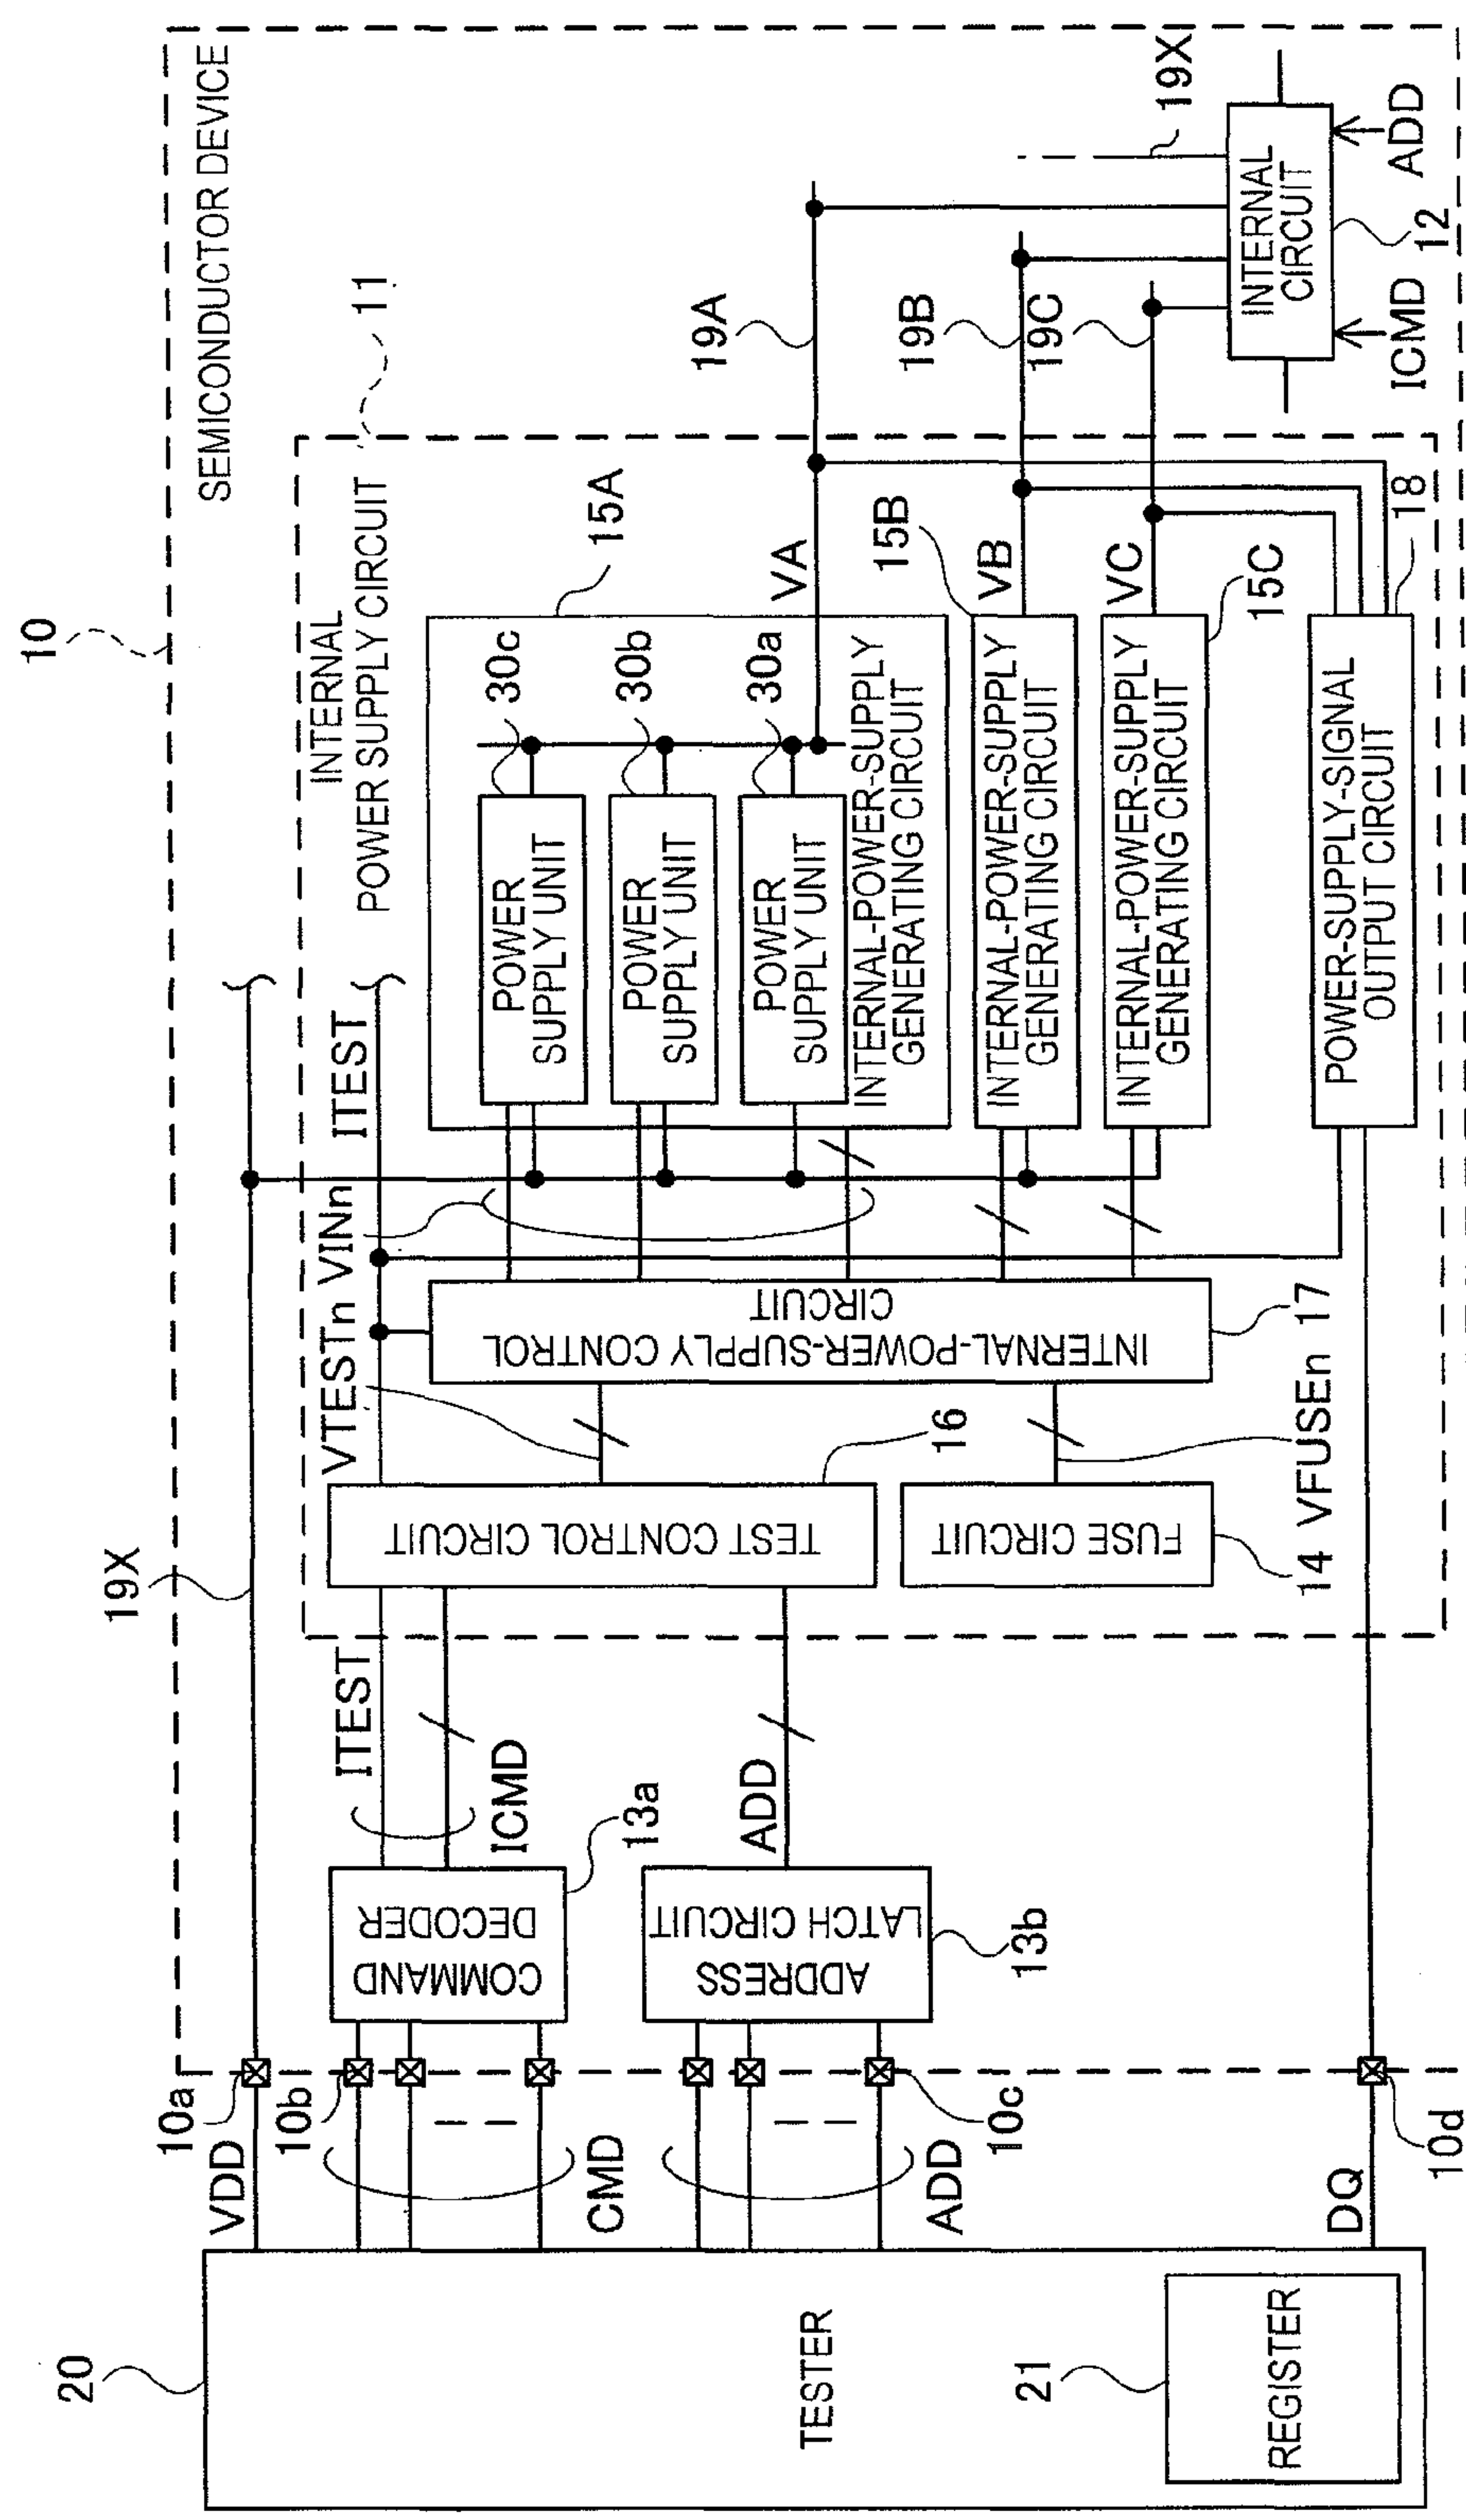 10
SEMICONDUCTOR DEVICE
11
INTERNAL
POWER SUPPLY CIRCUIT
19X
ITEST
VTESTn
VINn
ITEST
ICMD
ADD
15A
30c
POWER
SUPPLY UNIT
30b
POWER
SUPPLY UNIT
30a
POWER
SUPPLY UNIT
INTERNAL-POWER-SUPPLY
GENERATING CIRCUIT
VA
19A
15B
INTERNAL-POWER-SUPPLY
GENERATING CIRCUIT
VB
19B
15C
INTERNAL-POWER-SUPPLY
GENERATING CIRCUIT
VC
19C
19X
INTERNAL
CIRCUIT
12
ICMD
ADD
POWER-SUPPLY-SIGNAL
OUTPUT CIRCUIT
18
INTERNAL-POWER-SUPPLY CONTROL
CIRCUIT
17
TEST CONTROL CIRCUIT
16
FUSE CIRCUIT
14
VFUSEn
COMMAND
DECODER
13a
ADDRESS
LATCH CIRCUIT
13b
10a
10b
10c
10d
VDD
CMD
ADD
DQ
20
TESTER
21
REGISTER